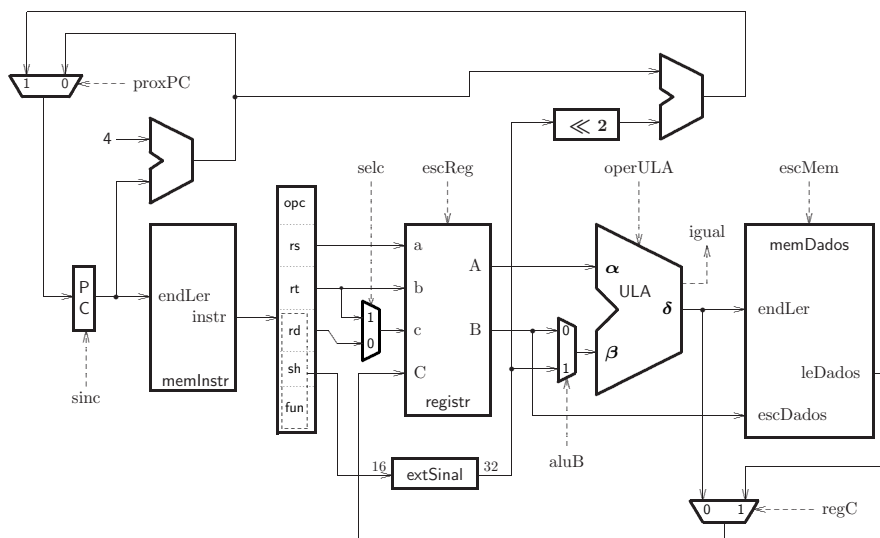 1 0
proxPC
4
≪ 2
selc
escReg
operULA
escMem
opc
igual
memDados
rs
a
rt
b
A
α
ULA
P
C
endLer
instr
δ
endLer
rd
1
0
c
B
0
1
β
sh
C
leDados
memInstr
registr
escDados
fun
sinc
16
extSinal
32
aluB
0 1
regC